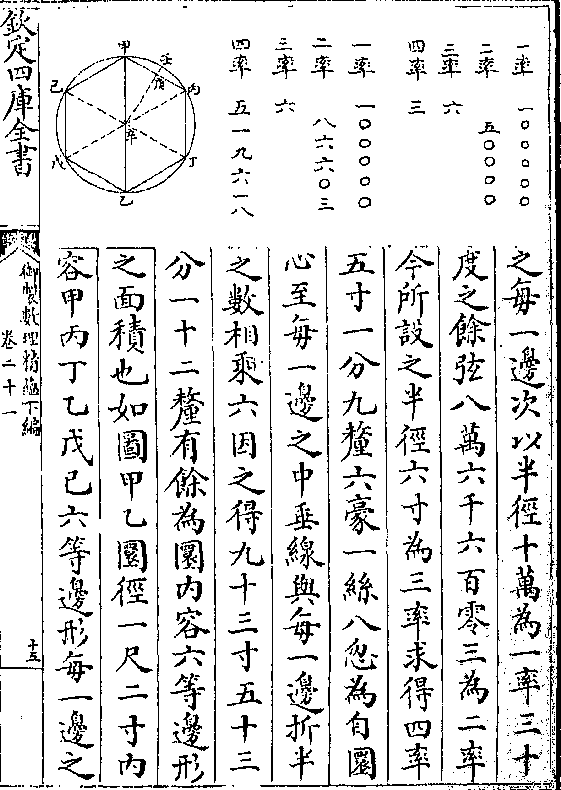 一率 一〇〇〇〇〇
二率 五〇〇〇〇
三率 六
四率 三
一率 一〇〇〇〇〇
二率 八六六〇三
三率 六
四率 五一九六一八
甲
壬
丙
丁
乙
戊
己
之每一邊次以半徑十萬為一率三十
度之餘弦八萬六千六百零三為二率
今所設之半徑六寸為三率求得四率
五寸一分九釐六豪一絲八忽為自圜
心至每一邊之中垂線與每一邊折半
之數相乘六因之得九十三寸五十三
分一十二釐有餘為圜内容六等邊形
之面積也如圖甲乙圜徑一尺二寸内
容甲丙丁乙戊己六等邊形每一邊之
欽定四庫全書
御製數理精蘊下編
卷二十一
十五